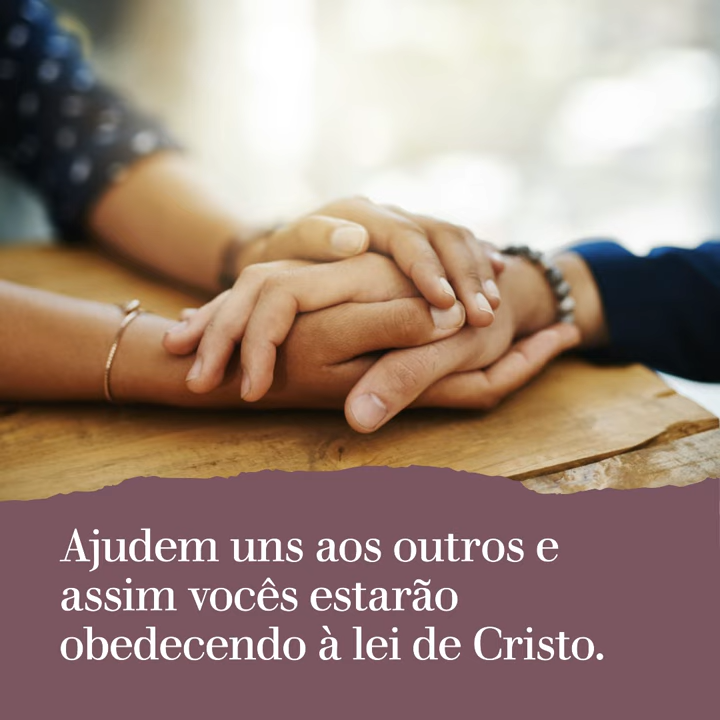 Ajudem uns aos outros e
assim vocês estarão
obedecendo à lei de Cristo.